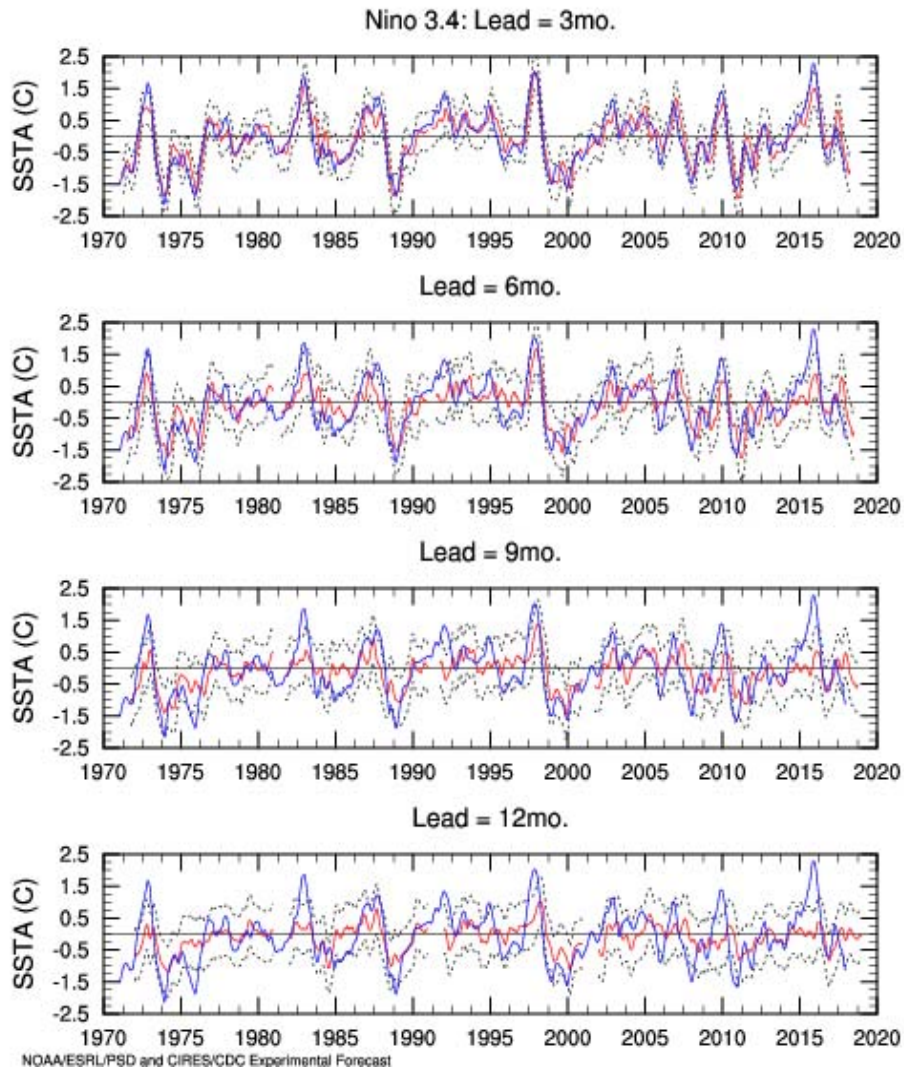 Nino 3.4: Lead = 3mo.
SSTA (C)
2.5
1.5
0.5
-0.5
-1.5
-2.5
1970 1975 1980 1985 1990 1995 2000 2005 2010 2015 2020
Lead = 6mo.
SSTA (C)
2.5
1.5
0.5
-0.5
-1.5
-2.5
1970 1975 1980 1985 1990 1995 2000 2005 2010 2015 2020
Lead = 9mo.
SSTA (C)
2.5
1.5
0.5
-0.5
-1.5
-2.5
1970 1975 1980 1985 1990 1995 2000 2005 2010 2015 2020
Lead = 12mo.
SSTA (C)
2.5
1.5
0.5
-0.5
-1.5
-2.5
1970 1975 1980 1985 1990 1995 2000 2005 2010 2015 2020
NOAA/ESRL/PSD and CIRES/CDC Experimental Forecast